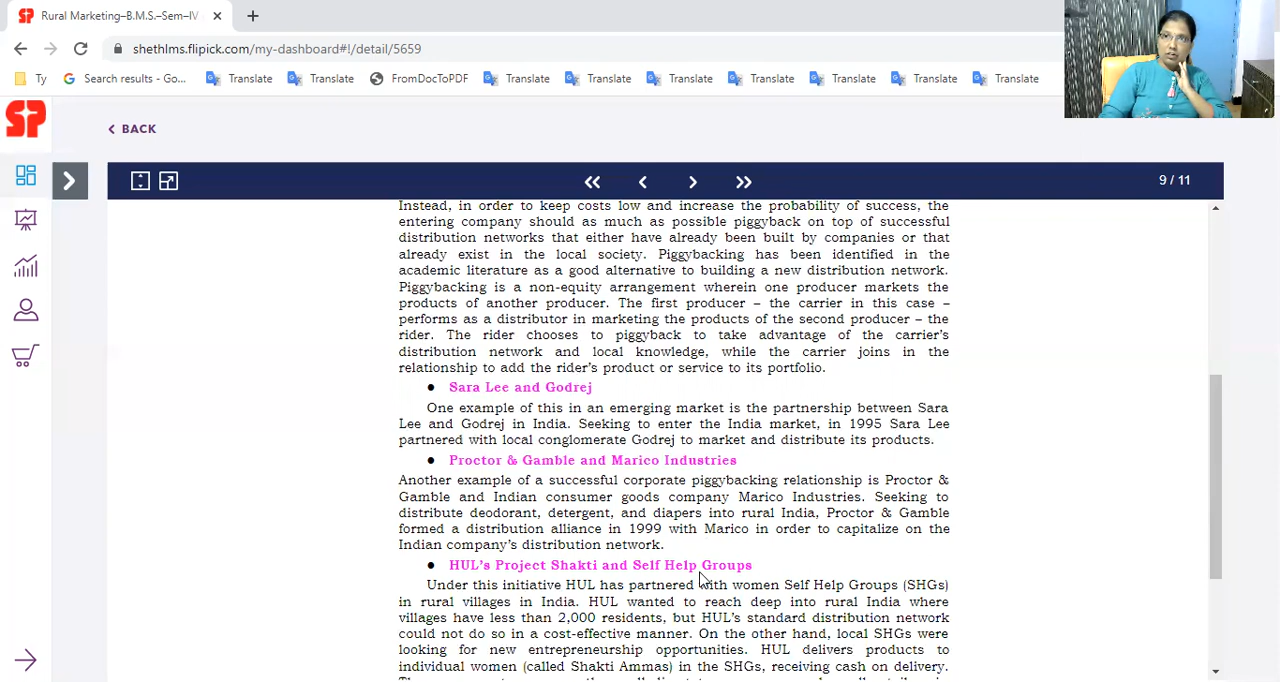 Rural Marketing–B.M.S.–Sem–IV
shethlms.flipick.com/my-dashboard#!/detail/5659
Ty
Search results - Go...
Translate
Translate
FromDocToPDF
Translate
Translate
Translate
Translate
Translate
Translate
Translate
SP
BACK
9 / 11
Instead, in order to keep costs low and increase the probability of success, the
entering company should as much as possible piggyback on top of successful
distribution networks that either have already been built by companies or that
already exist in the local society. Piggybacking has been identified in the
academic literature as a good alternative to building a new distribution network.
Piggybacking is a non-equity arrangement wherein one producer markets the
products of another producer. The first producer – the carrier in this case –
performs as a distributor in marketing the products of the second producer – the
rider. The rider chooses to piggyback to take advantage of the carrier's
distribution network and local knowledge, while the carrier joins in the
relationship to add the rider's product or service to its portfolio.
● Sara Lee and Godrej
One example of this in an emerging market is the partnership between Sara
Lee and Godrej in India. Seeking to enter the India market, in 1995 Sara Lee
partnered with local conglomerate Godrej to market and distribute its products.
● Proctor & Gamble and Marico Industries
Another example of a successful corporate piggybacking relationship is Proctor &
Gamble and Indian consumer goods company Marico Industries. Seeking to
distribute deodorant, detergent, and diapers into rural India, Proctor & Gamble
formed a distribution alliance in 1999 with Marico in order to capitalize on the
Indian company's distribution network.
● HUL's Project Shakti and Self Help Groups
Under this initiative HUL has partnered with women Self Help Groups (SHGs)
in rural villages in India. HUL wanted to reach deep into rural India where
villages have less than 2,000 residents, but HUL's standard distribution network
could not do so in a cost-effective manner. On the other hand, local SHGs were
looking for new entrepreneurship opportunities. HUL delivers products to
individual women (called Shakti Ammas) in the SHGs, receiving cash on delivery.